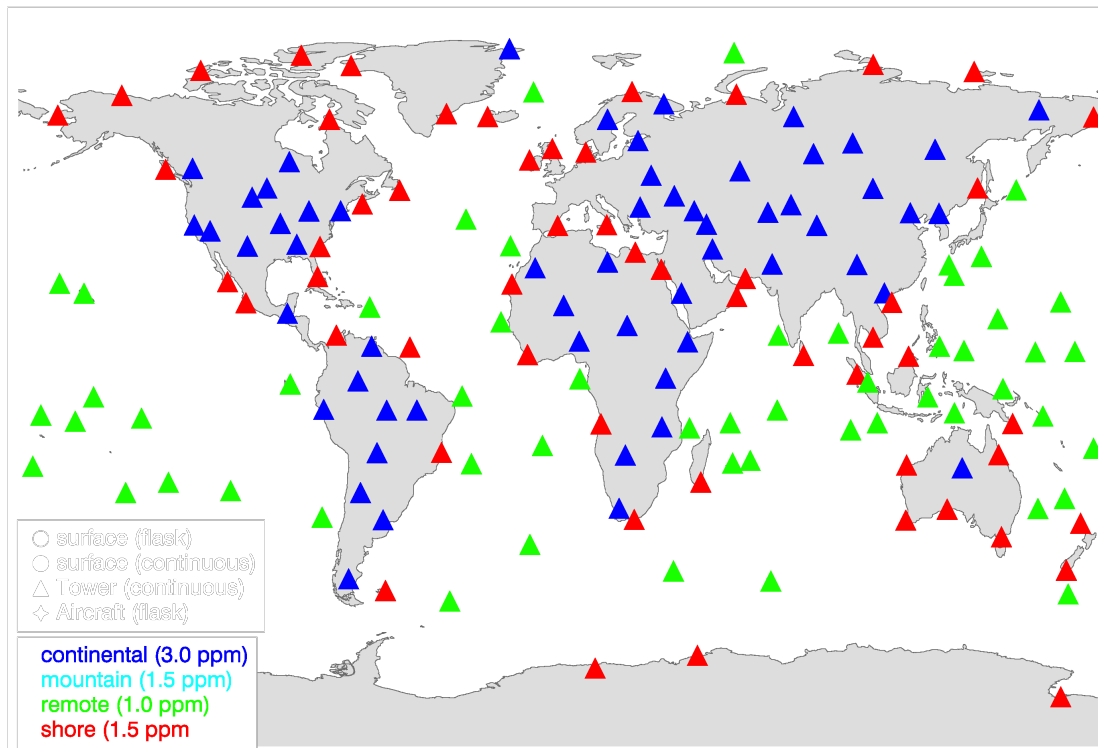 surface (flask)
surface (continuous)
Tower (continuous)
Aircraft (flask)
continental (3.0 ppm)
mountain (1.5 ppm)
remote (1.0 ppm)
shore (1.5 ppm